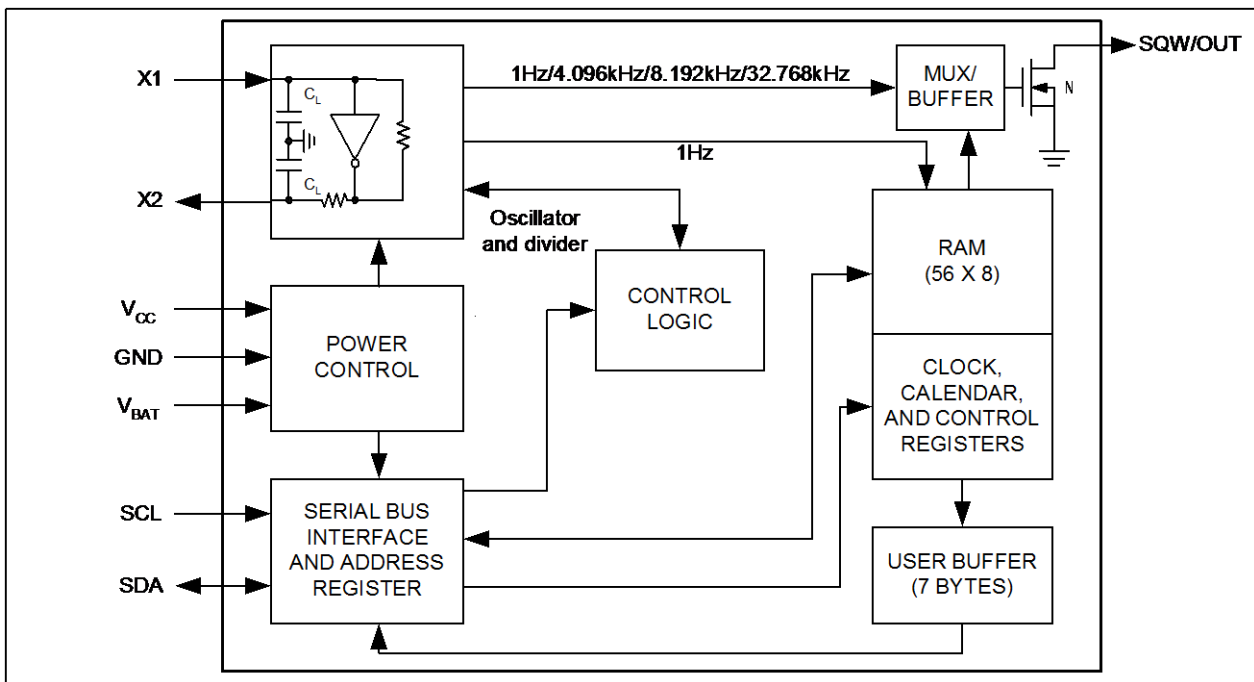 SQW/OUT
X1
1Hz/4.096kHz/8.192kHz/32.768kHz
MUX/
BUFFER
N
C_L
1Hz
C_L
X2
Oscillator
and divider
RAM
(56 X 8)
CONTROL
LOGIC
V_CC
GND
V_BAT
POWER
CONTROL
CLOCK,
CALENDAR,
AND CONTROL
REGISTERS
SCL
SDA
SERIAL BUS
INTERFACE
AND ADDRESS
REGISTER
USER BUFFER
(7 BYTES)